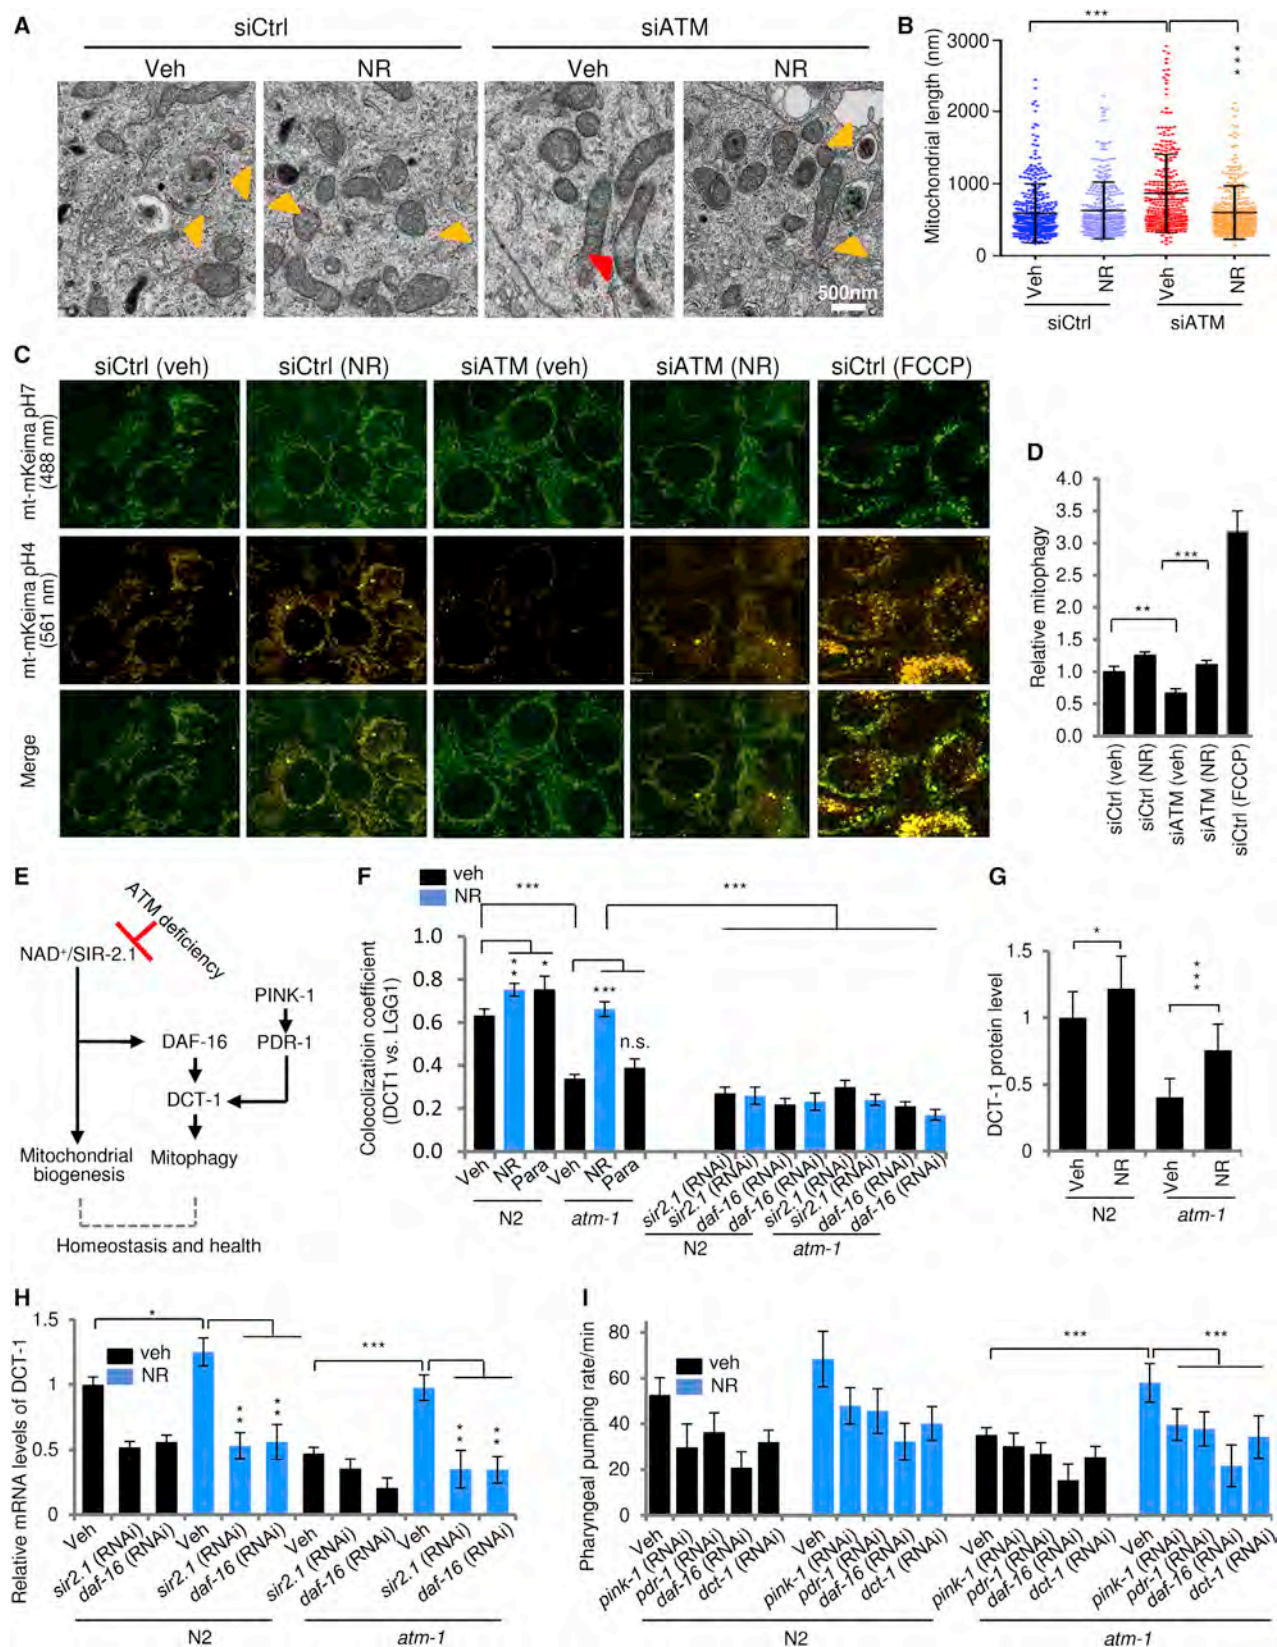 A
siCtrl
siATM
Veh
NR
Veh
NR
500nm
B
Mitochondrial length (nm)
3000
2000
1000
0
***
***
Veh
NR
Veh
NR
siCtrl
siATM
C
siCtrl (veh)
siCtrl (NR)
siATM (veh)
siATM (NR)
siCtrl (FCCP)
mt-mKeima pH7
(488 nm)
mt-mKeima pH4
(561 nm)
Merge
D
Relative mitophagy
4.0
3.5
3.0
2.5
2.0
1.5
1.0
0.5
0.0
**
***
siCtrl (veh)
siCtrl (NR)
siATM (veh)
siATM (NR)
siCtrl (FCCP)
E
ATM deficiency
NAD+/SIR-2.1
PINK-1
DAF-16
PDR-1
DCT-1
Mitochondrial
biogenesis
Mitophagy
Homeostasis and health
F
veh
NR
Colocolizatioin coefficient
(DCT1 vs. LGG1)
1.0
0.8
0.6
0.4
0.2
0.0
***
***
**
*
***
n.s.
Veh
NR
Para
Veh
NR
Para
sir2.1 (RNAi)
sir2.1 (RNAi)
daf-16 (RNAi)
daf-16 (RNAi)
sir2.1 (RNAi)
sir2.1 (RNAi)
daf-16 (RNAi)
daf-16 (RNAi)
N2
atm-1
N2
atm-1
G
DCT-1 protein level
1.5
1
0.5
0
*
***
Veh
NR
Veh
NR
N2
atm-1
H
Relative mRNA levels of DCT-1
1.5
1
0.5
0
veh
NR
*
**
**
***
**
**
Veh
sir2.1 (RNAi)
daf-16 (RNAi)
Veh
sir2.1 (RNAi)
daf-16 (RNAi)
Veh
sir2.1 (RNAi)
daf-16 (RNAi)
Veh
sir2.1 (RNAi)
daf-16 (RNAi)
N2
atm-1
I
Pharyngeal pumping rate/min
80
60
40
20
0
veh
NR
***
***
Veh
pink-1 (RNAi)
pdr-1 (RNAi)
daf-16 (RNAi)
dct-1 (RNAi)
Veh
pink-1 (RNAi)
pdr-1 (RNAi)
daf-16 (RNAi)
dct-1 (RNAi)
Veh
pink-1 (RNAi)
pdr-1 (RNAi)
daf-16 (RNAi)
dct-1 (RNAi)
Veh
pink-1 (RNAi)
pdr-1 (RNAi)
daf-16 (RNAi)
dct-1 (RNAi)
N2
atm-1